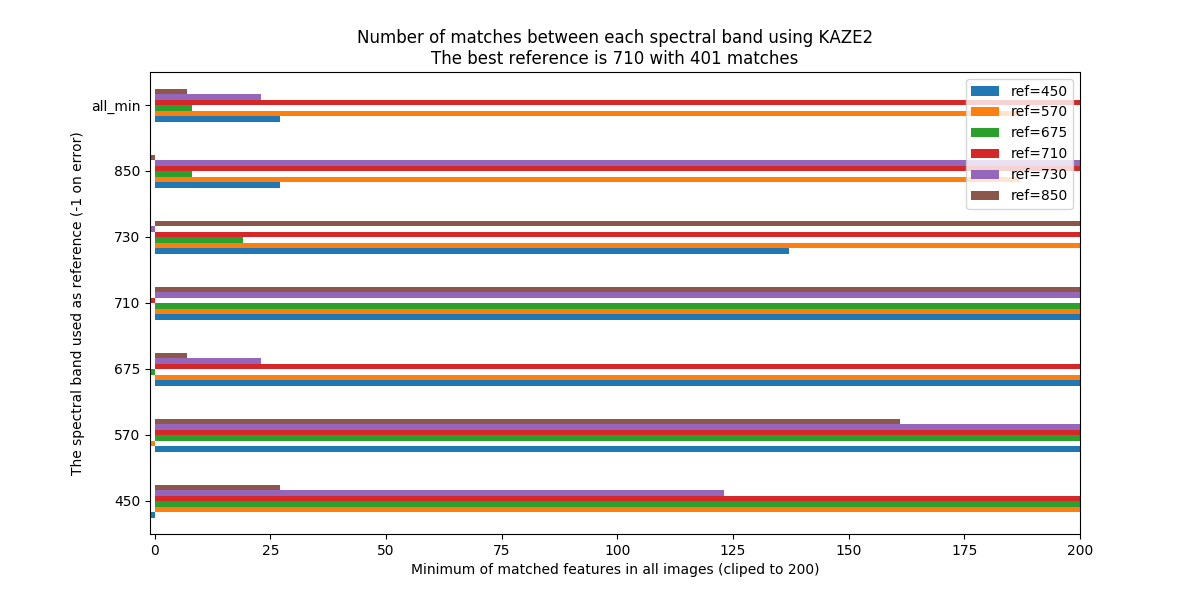 Number of matches between each spectral band using KAZE2
The best reference is 710 with 401 matches
ref=450
ref=570
ref=675
ref=710
ref=730
ref=850
The spectral band used as reference (-1 on error)
all_min
850
730
710
675
570
450
0 25 50 75 100 125 150 175 200
Minimum of matched features in all images (cliped to 200)